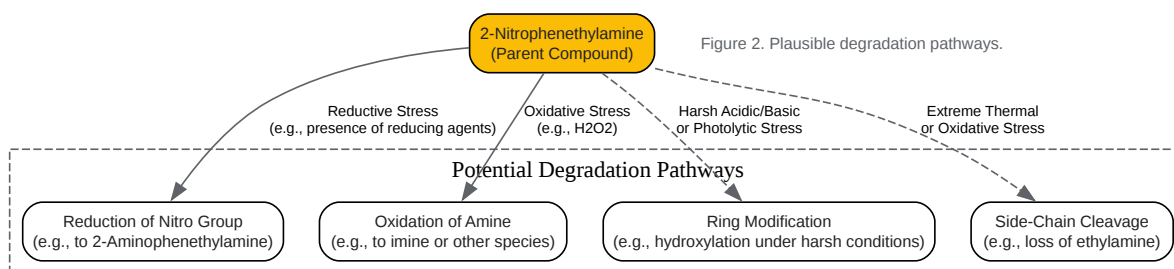 2-Nitrophenethylamine
(Parent Compound)
Figure 2. Plausible degradation pathways.
Reductive Stress
(e.g., presence of reducing agents)
Oxidative Stress
(e.g., H2O2)
Harsh Acidic/Basic
or Photolytic Stress
Extreme Thermal
or Oxidative Stress
Potential Degradation Pathways
Reduction of Nitro Group
(e.g., to 2-Aminophenethylamine)
Oxidation of Amine
(e.g., to imine or other species)
Ring Modification
(e.g., hydroxylation under harsh conditions)
Side-Chain Cleavage
(e.g., loss of ethylamine)